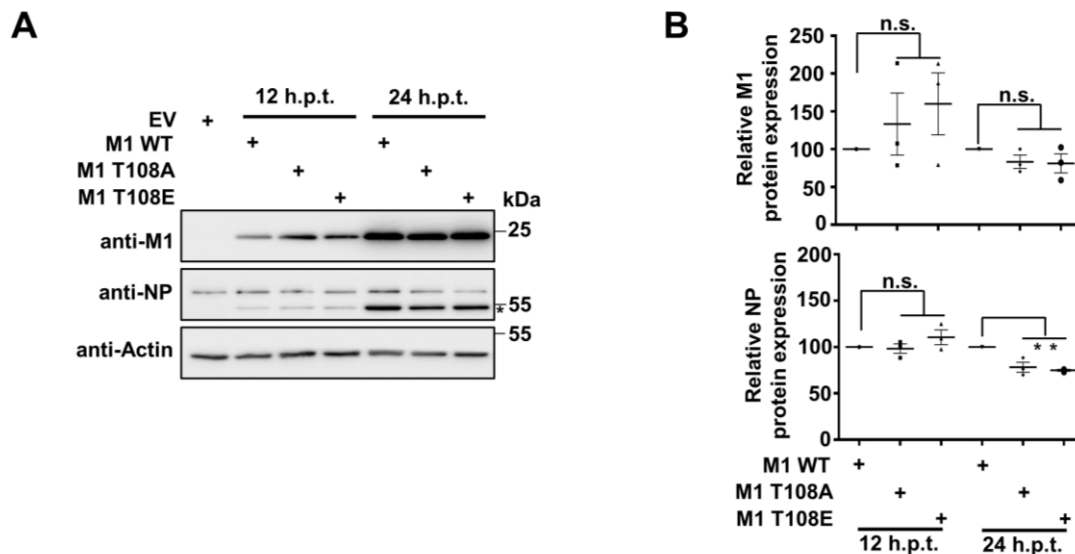 A
12 h.p.t. 24 h.p.t.
EV +
M1 WT + +
M1 T108A + +
M1 T108E + + kDa
anti-M1 25
anti-NP 55
*
55
anti-Actin
B
Relative M1
protein expression
250
200
150
100
50
0
n.s.
n.s.
Relative NP
protein expression
200
150
100
50
0
n.s.
* *
M1 WT + +
M1 T108A + +
M1 T108E + +
12 h.p.t. 24 h.p.t.